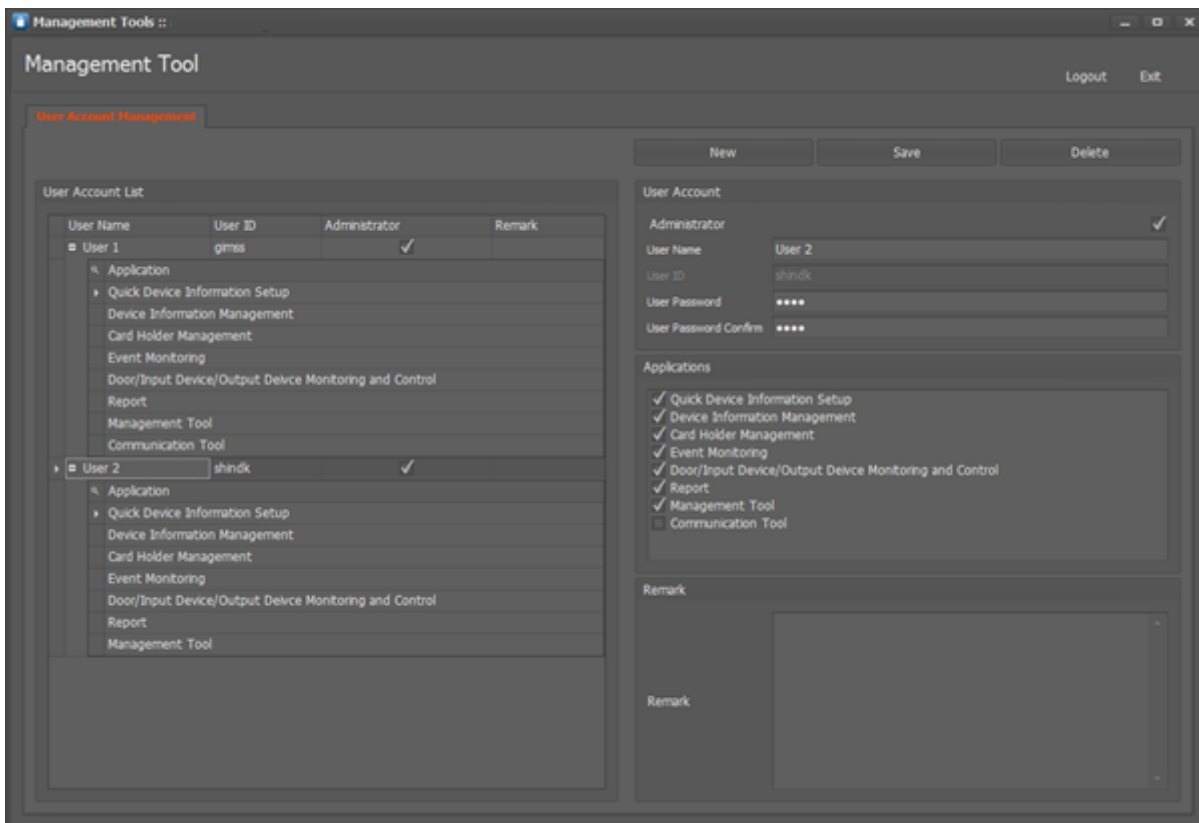 Management Tools ::
Management Tool
Logout Exit
User Account Management
New Save Delete
User Account List
User Name User ID Administrator Remark
User 1 gimss
Application
Quick Device Information Setup
Device Information Management
Card Holder Management
Event Monitoring
Door/Input Device/Output Deivce Monitoring and Control
Report
Management Tool
Communication Tool
User 2 shindk
Application
Quick Device Information Setup
Device Information Management
Card Holder Management
Event Monitoring
Door/Input Device/Output Deivce Monitoring and Control
Report
Management Tool
User Account
Administrator
User Name User 2
User ID shindk
User Password ••••
User Password Confirm ••••
Applications
Quick Device Information Setup
Device Information Management
Card Holder Management
Event Monitoring
Door/Input Device/Output Deivce Monitoring and Control
Report
Management Tool
Communication Tool
Remark
Remark